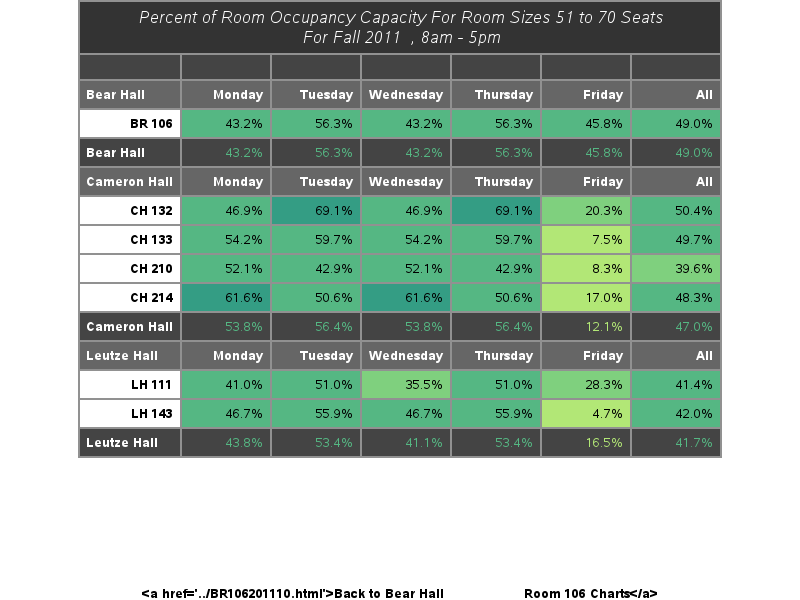 Percent of Room Occupancy Capacity For Room Sizes 51 to 70 Seats
For Fall 2011 , 8am - 5pm
Bear Hall Monday Tuesday Wednesday Thursday Friday All
BR 106 43.2% 56.3% 43.2% 56.3% 45.8% 49.0%
Bear Hall 43.2% 56.3% 43.2% 56.3% 45.8% 49.0%
Cameron Hall Monday Tuesday Wednesday Thursday Friday All
CH 132 46.9% 69.1% 46.9% 69.1% 20.3% 50.4%
CH 133 54.2% 59.7% 54.2% 59.7% 7.5% 49.7%
CH 210 52.1% 42.9% 52.1% 42.9% 8.3% 39.6%
CH 214 61.6% 50.6% 61.6% 50.6% 17.0% 48.3%
Cameron Hall 53.8% 56.4% 53.8% 56.4% 12.1% 47.0%
Leutze Hall Monday Tuesday Wednesday Thursday Friday All
LH 111 41.0% 51.0% 35.5% 51.0% 28.3% 41.4%
LH 143 46.7% 55.9% 46.7% 55.9% 4.7% 42.0%
Leutze Hall 43.8% 53.4% 41.1% 53.4% 16.5% 41.7%
<a href='../BR106201110.html'>Back to Bear Hall Room 106 Charts</a>